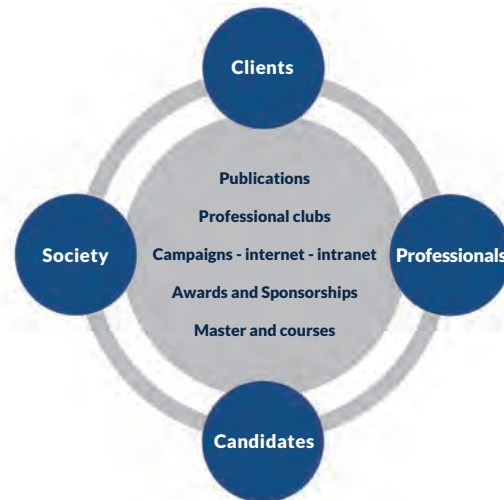 Clients
Publications
Professional clubs
Society
Campaigns - internet - intranet
Professionals
Awards and Sponsorships
Master and courses
Candidates